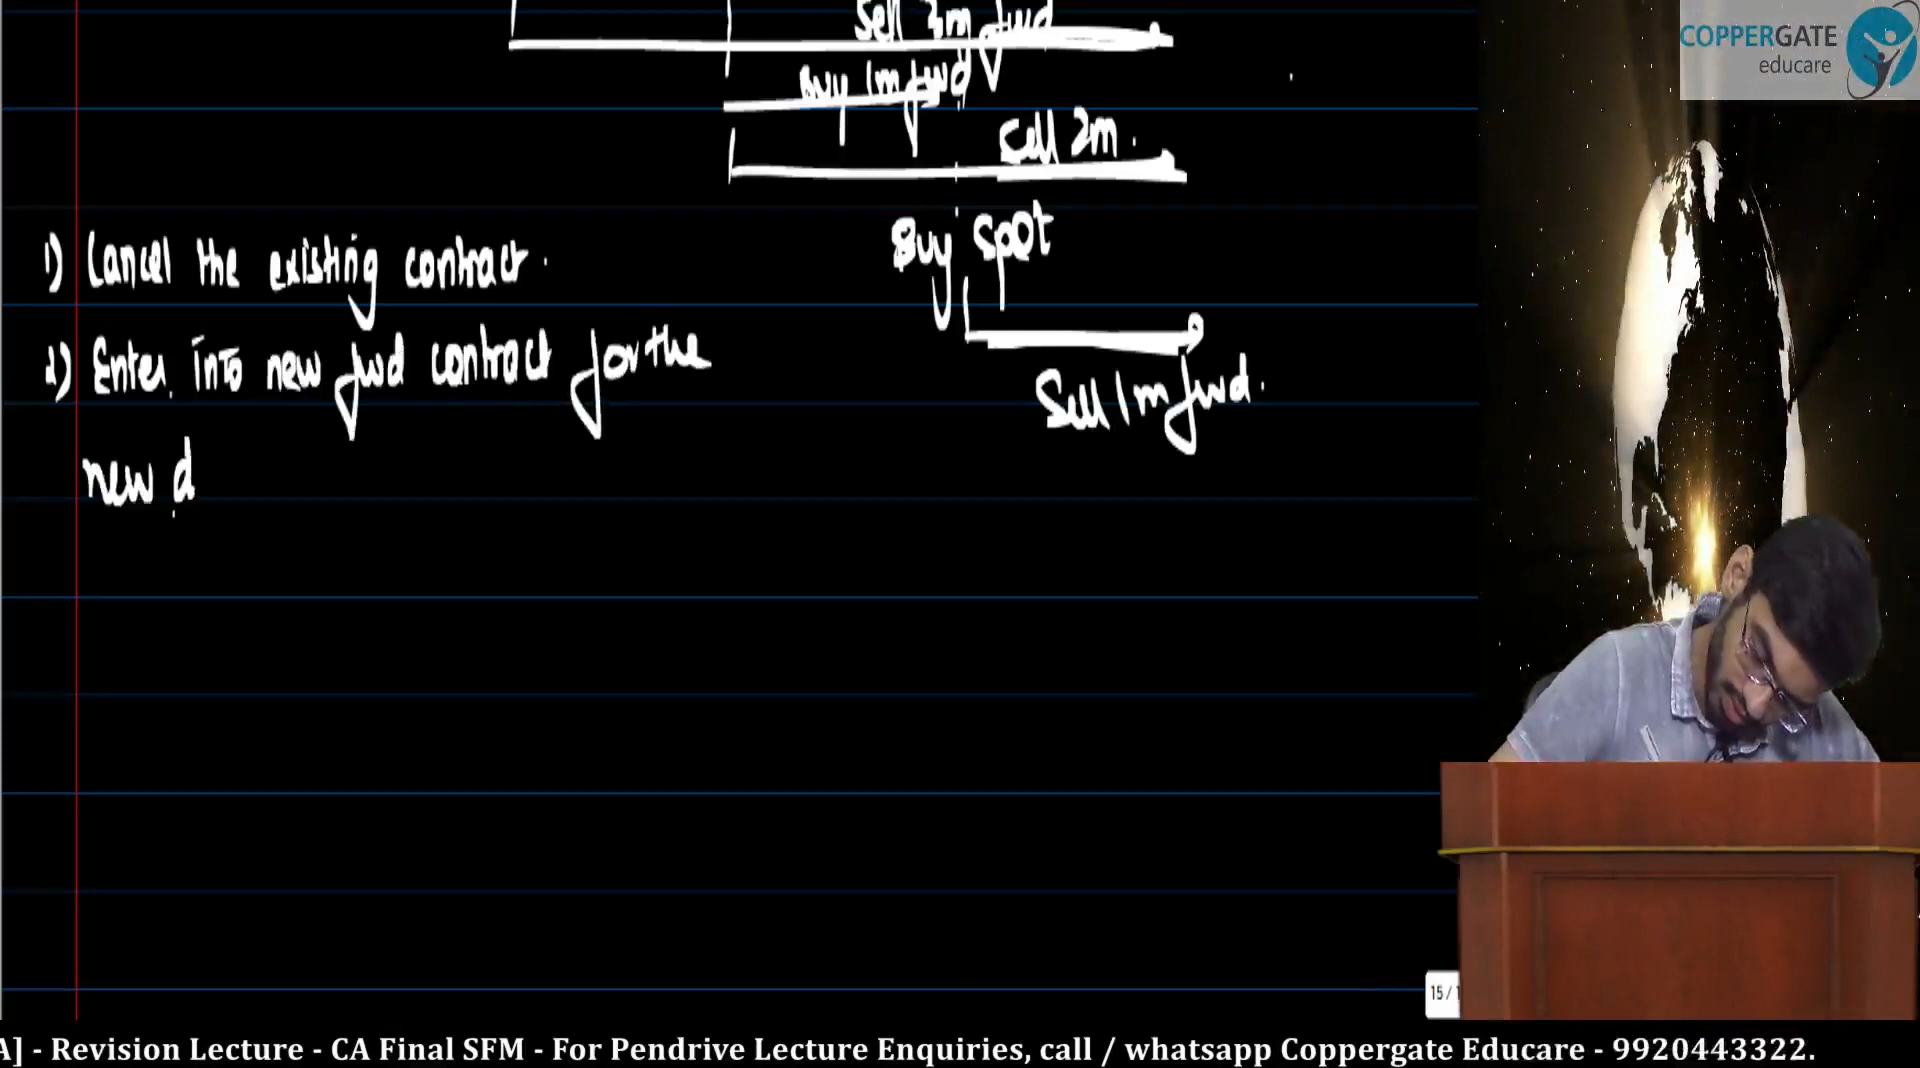 Sell 3m fwd
Buy 1m fwd
Sell 2m.
Buy spot
1) Cancel the existing contract.
2) Enter into new fwd contract for the
new d
Sell 1m fwd.
COPPERGATE
educare
15 / 1
A] - Revision Lecture - CA Final SFM - For Pendrive Lecture Enquiries, call / whatsapp Coppergate Educare - 9920443322.